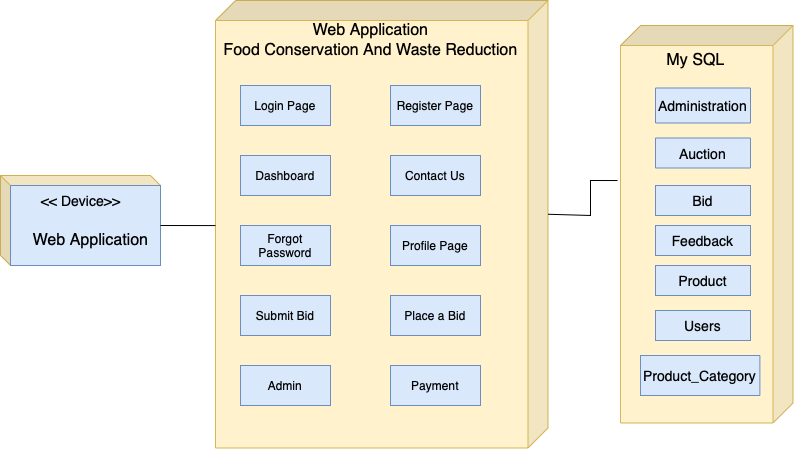 Web Application
Food Conservation And Waste Reduction
My SQL
Login Page
Register Page
Administration
Dashboard
Contact Us
Auction
<< Device>>
Web Application
Forgot
Password
Profile Page
Bid
Feedback
Product
Submit Bid
Place a Bid
Users
Admin
Payment
Product_Category